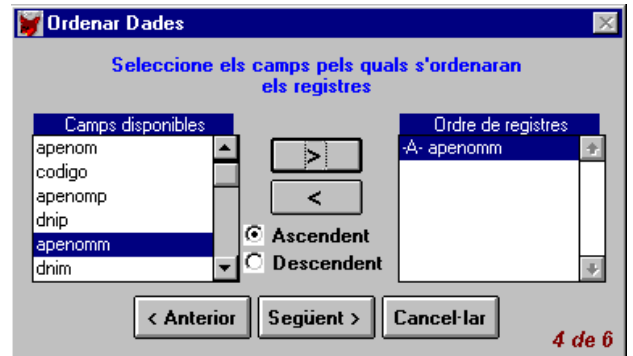 Ordenar Dades
Seleccione els camps pels quals s'ordenaran
els registres
Camps disponibles
apenom
codigo
apenomp
dnip
apenomm
dnim
>
<
Ascendent
Descendent
Ordre de registres
-A- apenomm
< Anterior
Següent >
Cancel·lar
4 de 6